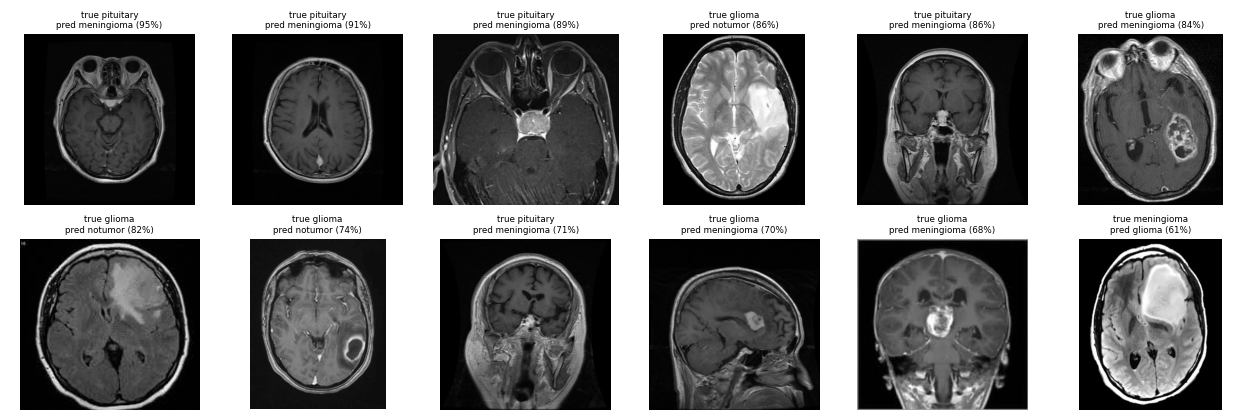 true pituitary
pred meningioma (95%)
true pituitary
pred meningioma (91%)
true pituitary
pred meningioma (89%)
true glioma
pred notumor (86%)
true pituitary
pred meningioma (86%)
true glioma
pred meningioma (84%)
true glioma
pred notumor (82%)
true glioma
pred notumor (74%)
true pituitary
pred meningioma (71%)
true glioma
pred meningioma (70%)
true glioma
pred meningioma (68%)
true meningioma
pred glioma (61%)